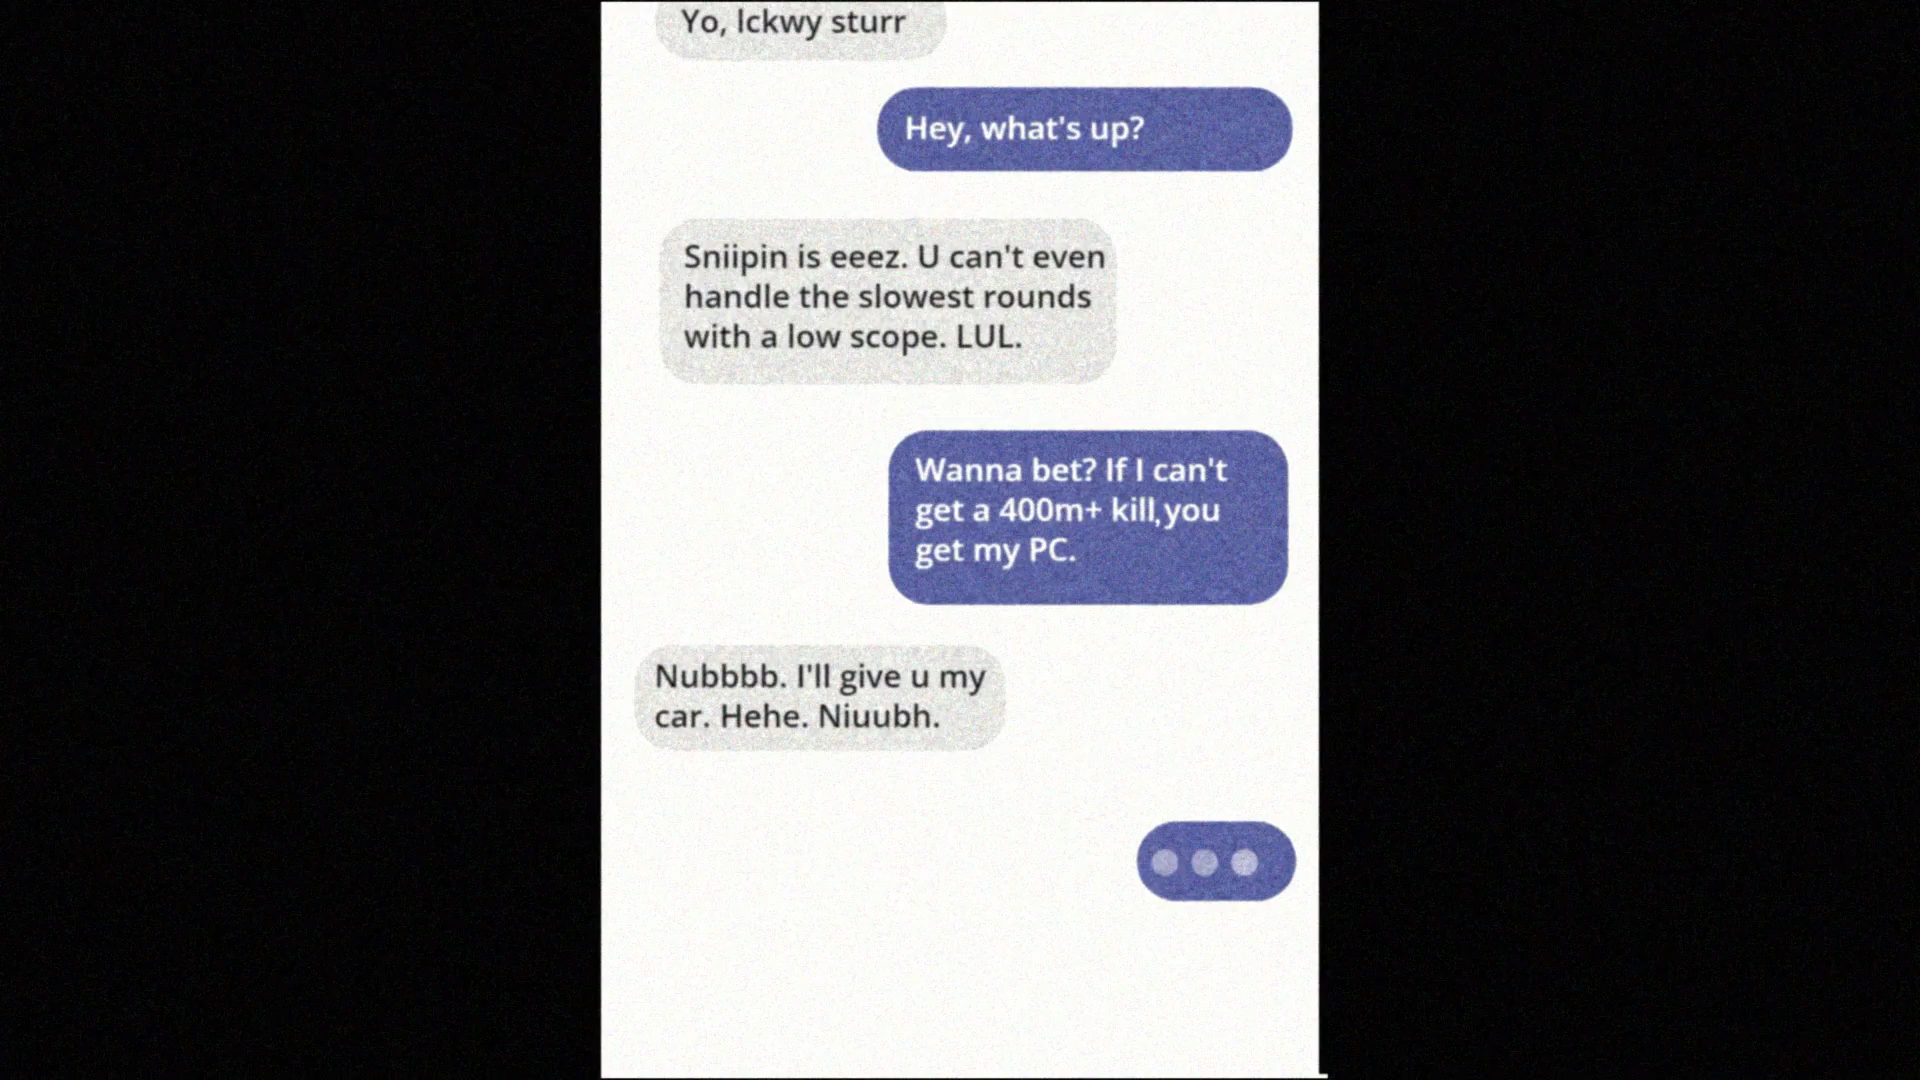 Yo, lckwy sturr
Hey, what's up?
Sniipin is eeez. U can't even
handle the slowest rounds
with a low scope. LUL.
Wanna bet? If I can't
get a 400m+ kill,you
get my PC.
Nubbbb. I'll give u my
car. Hehe. Niuubh.